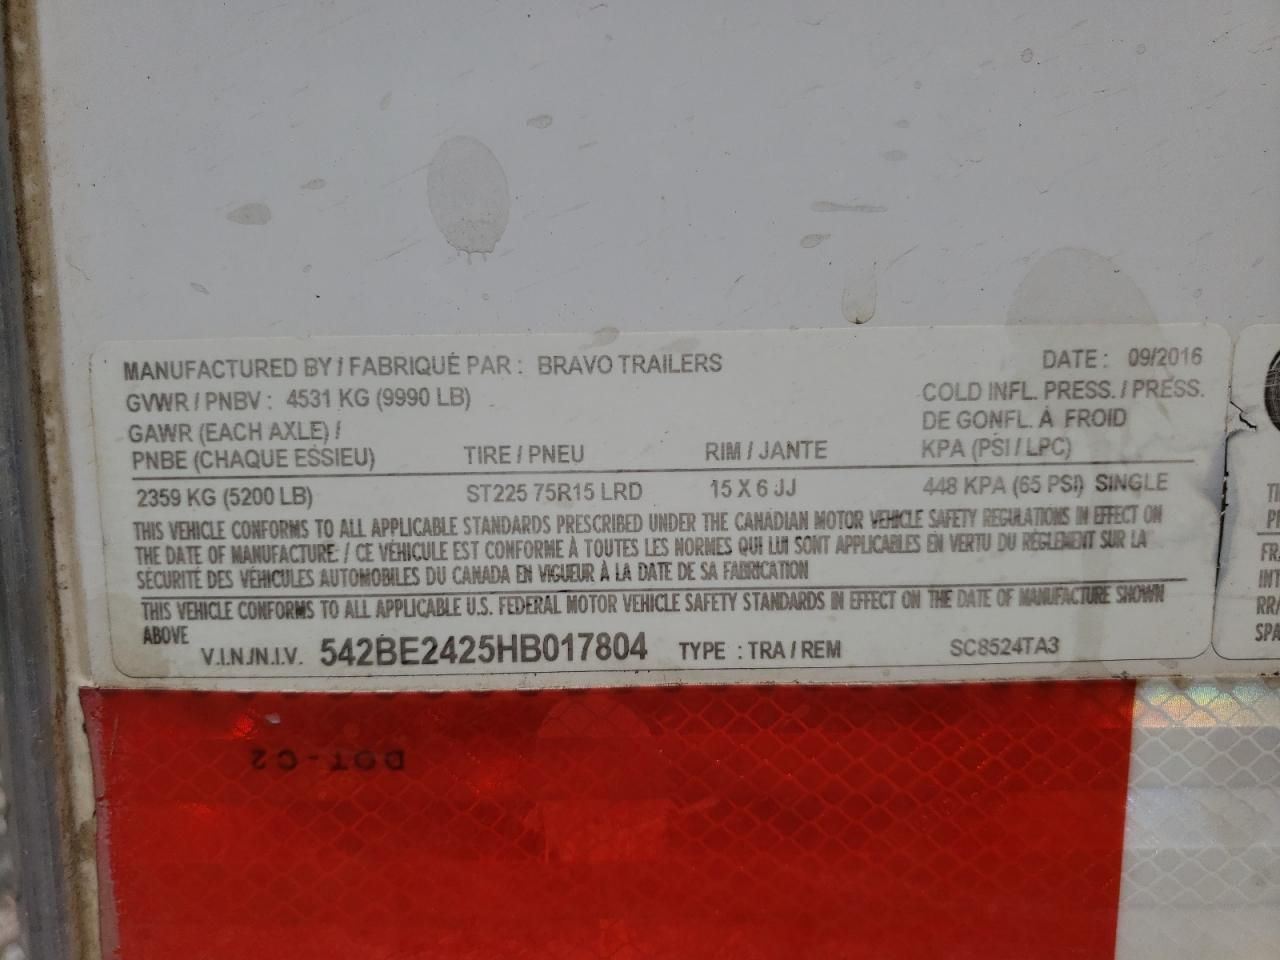 MANUFACTURED BY / FABRIQUÉ PAR : BRAVO TRAILERS DATE : 09/2016
GVWR / PNBV : 4531 KG (9990 LB) COLD INFL. PRESS. / PRESS.
GAWR (EACH AXLE) / DE GONFL. À FROID
PNBE (CHAQUE ESSIEU) TIRE / PNEU RIM / JANTE KPA (PSI / LPC)
2359 KG (5200 LB) ST225 75R15 LRD 15 X 6 JJ 448 KPA (65 PSI) SINGLE
THIS VEHICLE CONFORMS TO ALL APPLICABLE STANDARDS PRESCRIBED UNDER THE CANADIAN MOTOR VEHICLE SAFETY REGULATIONS IN EFFECT ON
THE DATE OF MANUFACTURE / CE VÉHICULE EST CONFORME À TOUTES LES NORMES QUI LUI SONT APPLICABLES EN VERTU DU RÈGLEMENT SUR LA
SÉCURITÉ DES VÉHICULES AUTOMOBILES DU CANADA EN VIGUEUR À LA DATE DE SA FABRICATION
THIS VEHICLE CONFORMS TO ALL APPLICABLE U.S. FEDERAL MOTOR VEHICLE SAFETY STANDARDS IN EFFECT ON THE DATE OF MANUFACTURE SHOWN
ABOVE
V.I.N./N.I.V. 542BE2425HB017804 TYPE : TRA / REM SC8524TA3
DOT-C2